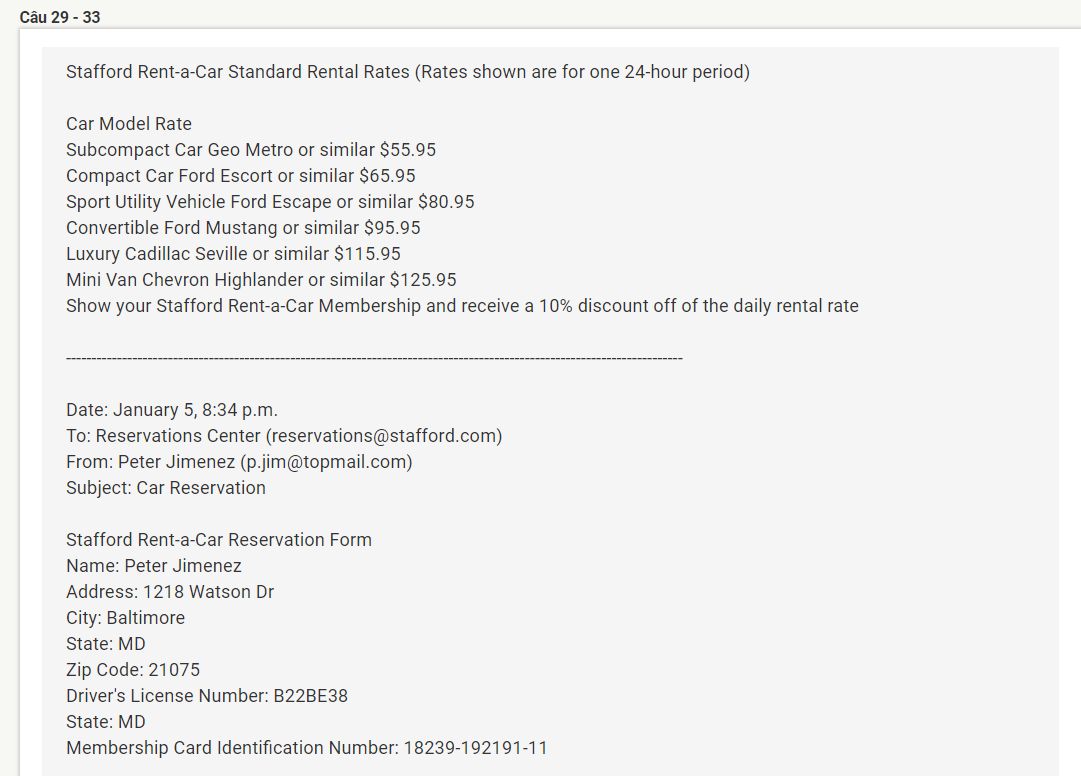 Câu 29 - 33
Stafford Rent-a-Car Standard Rental Rates (Rates shown are for one 24-hour period)
Car Model Rate
Subcompact Car Geo Metro or similar $55.95
Compact Car Ford Escort or similar $65.95
Sport Utility Vehicle Ford Escape or similar $80.95
Convertible Ford Mustang or similar $95.95
Luxury Cadillac Seville or similar $115.95
Mini Van Chevron Highlander or similar $125.95
Show your Stafford Rent-a-Car Membership and receive a 10% discount off of the daily rental rate
--------------------------------------------------------------------------------------------------------------------------
Date: January 5, 8:34 p.m.
To: Reservations Center (reservations@stafford.com)
From: Peter Jimenez (p.jim@topmail.com)
Subject: Car Reservation
Stafford Rent-a-Car Reservation Form
Name: Peter Jimenez
Address: 1218 Watson Dr
City: Baltimore
State: MD
Zip Code: 21075
Driver's License Number: B22BE38
State: MD
Membership Card Identification Number: 18239-192191-11